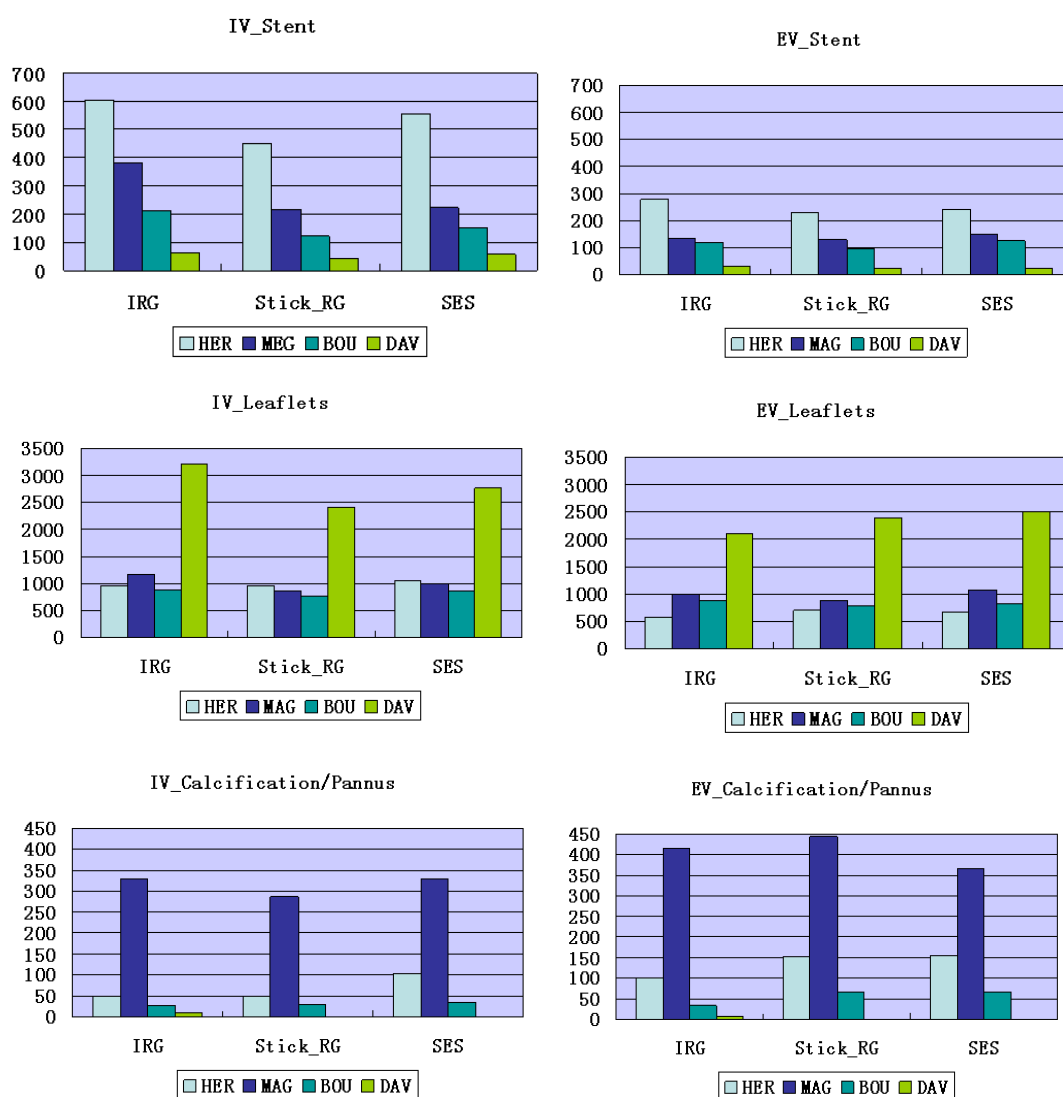 IV_Stent
700
600
500
400
300
200
100
0
IRG Stick_RG SES
HER MEG BOU DAV
EV_Stent
700
600
500
400
300
200
100
0
IRG Stick_RG SES
HER MAG BOU DAV
IV_Leaflets
3500
3000
2500
2000
1500
1000
500
0
IRG Stick_RG SES
HER MAG BOU DAV
EV_Leaflets
3500
3000
2500
2000
1500
1000
500
0
IRG Stick_RG SES
HER MAG BOU DAV
IV_Calcification/Pannus
450
400
350
300
250
200
150
100
50
0
IRG Stick_RG SES
HER MAG BOU DAV
EV_Calcification/Pannus
450
400
350
300
250
200
150
100
50
0
IRG Stick_RG SES
HER MAG BOU DAV